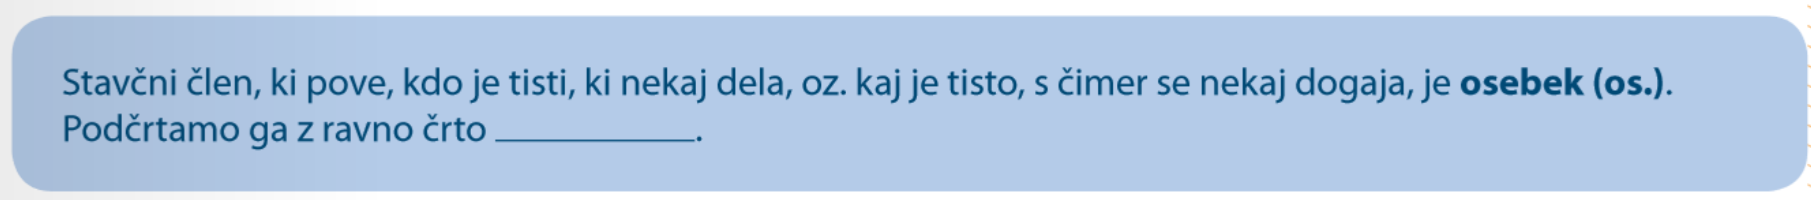 Stavčni člen, ki pove, kdo je tisti, ki nekaj dela, oz. kaj je tisto, s čimer se nekaj dogaja, je osebek (os.).
Podčrtamo ga z ravno črto ___________.